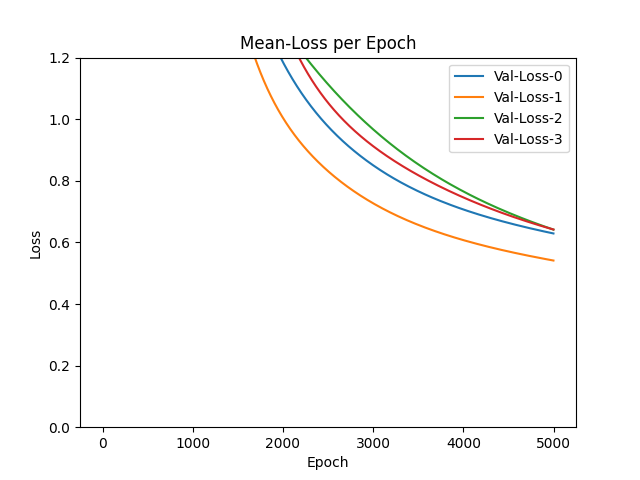 Mean-Loss per Epoch
1.2
1.0
0.8
0.6
0.4
0.2
0.0
Loss
Val-Loss-0
Val-Loss-1
Val-Loss-2
Val-Loss-3
0 1000 2000 3000 4000 5000
Epoch